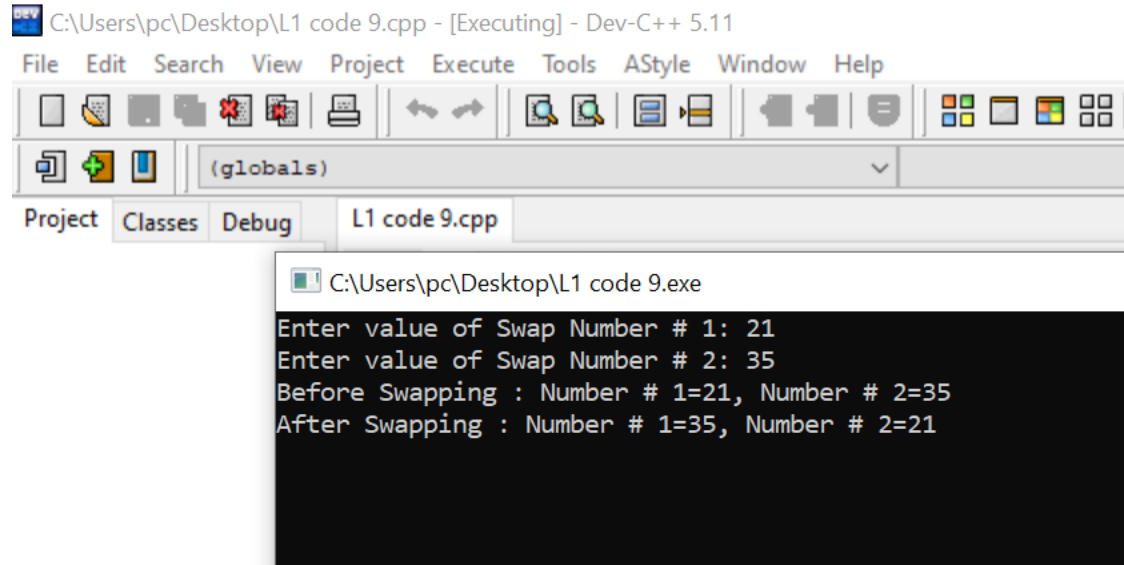 DEV C:\Users\pc\Desktop\L1 code 9.cpp - [Executing] - Dev-C++ 5.11
File Edit Search View Project Execute Tools AStyle Window Help
(globals)
Project Classes Debug L1 code 9.cpp
C:\Users\pc\Desktop\L1 code 9.exe
Enter value of Swap Number # 1: 21
Enter value of Swap Number # 2: 35
Before Swapping : Number # 1=21, Number # 2=35
After Swapping : Number # 1=35, Number # 2=21